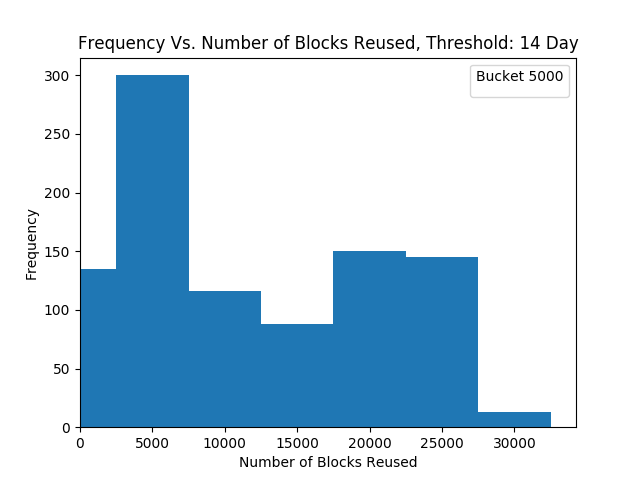 Frequency Vs. Number of Blocks Reused, Threshold: 14 Day
Bucket 5000
300
250
200
150
100
50
0
Frequency
0 5000 10000 15000 20000 25000 30000
Number of Blocks Reused